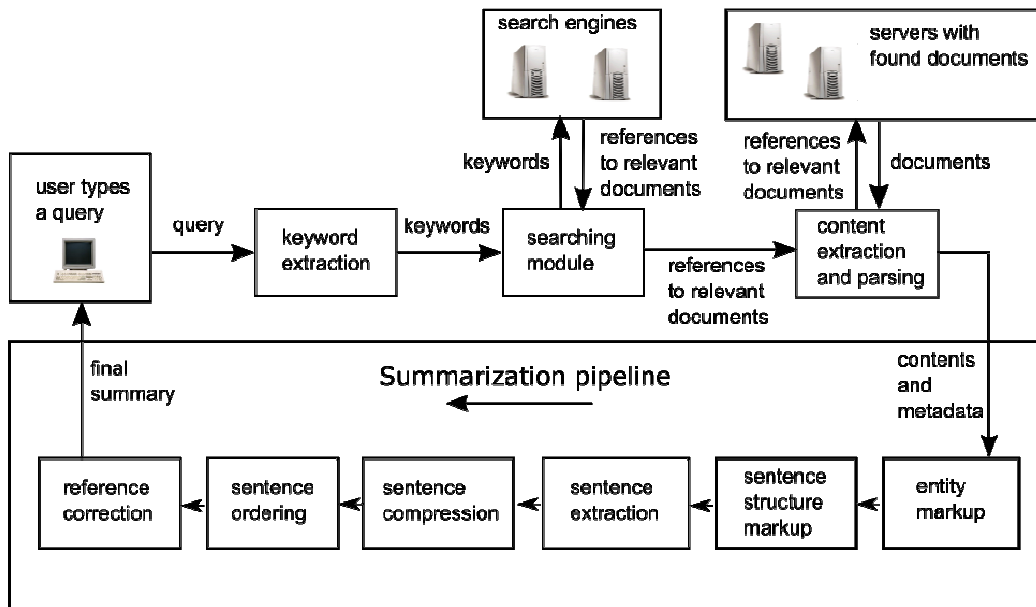 search engines
servers with
found documents
keywords
references
to relevant
documents
references
to relevant
documents
documents
user types
a query
query
keyword
extraction
keywords
searching
module
references
to relevant
documents
content
extraction
and parsing
final
summary
Summarization pipeline
contents
and
metadata
reference
correction
sentence
ordering
sentence
compression
sentence
extraction
sentence
structure
markup
entity
markup